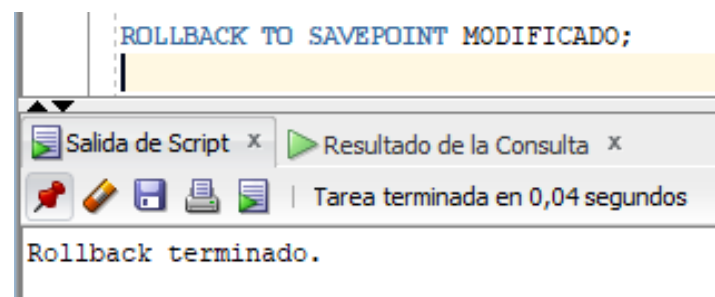 ROLLBACK TO SAVEPOINT MODIFICADO;
Salida de Script x Resultado de la Consulta x
Tarea terminada en 0,04 segundos
Rollback terminado.